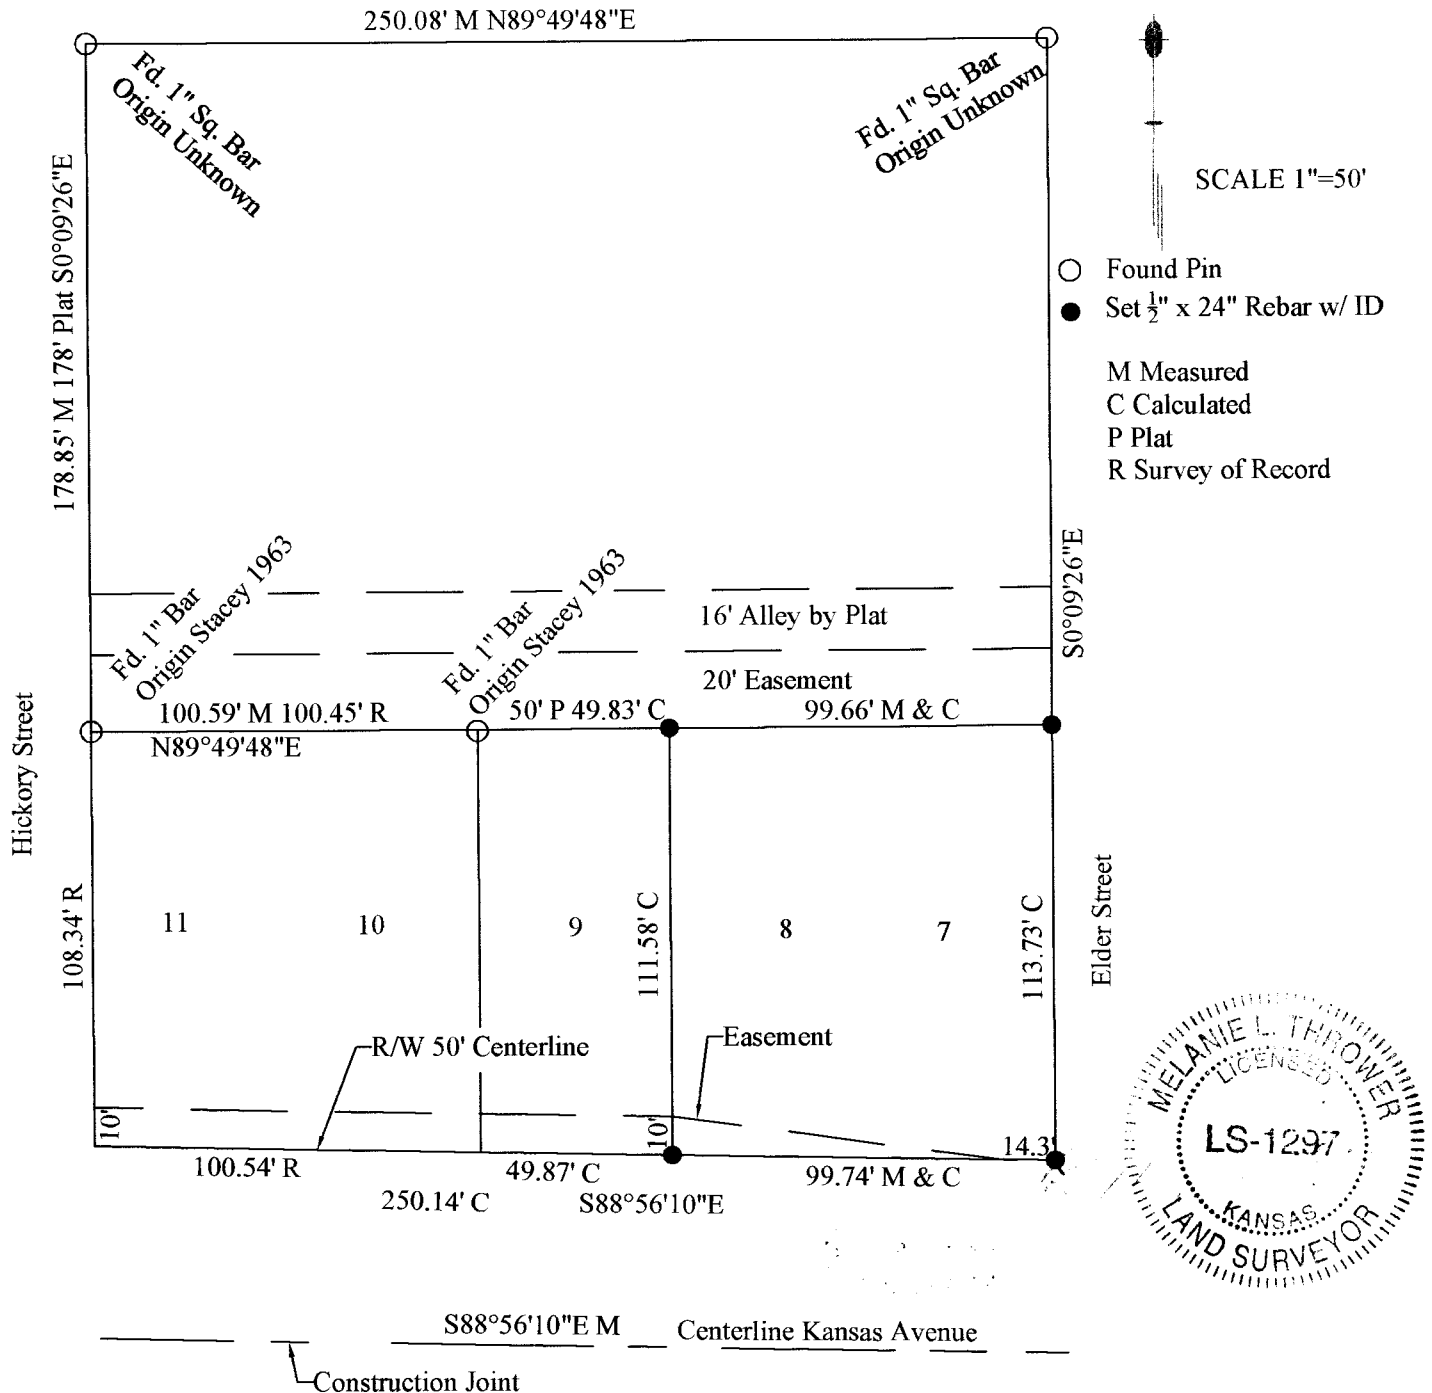 250.08' M N89°49'48"E
Fd. 1" Sq. Bar
Origin Unknown
Fd. 1" Sq. Bar
Origin Unknown
SCALE 1"=50'
Found Pin
Set ½" x 24" Rebar w/ ID
M Measured
C Calculated
P Plat
R Survey of Record
178.85' M 178' Plat S0°09'26"E
S0°09'26"E
Fd. 1" Bar
Origin Stacey 1963
Fd. 1" Bar
Origin Stacey 1963
16' Alley by Plat
20' Easement
100.59' M 100.45' R
50' P 49.83' C
99.66' M & C
N89°49'48"E
Hickory Street
Elder Street
108.34' R
111.58' C
113.73' C
11
10
9
8
7
R/W 50' Centerline
Easement
10'
10'
14.3'
100.54' R
49.87' C
99.74' M & C
250.14' C
S88°56'10"E
MELANIE L. THROWER
LICENSED
LS-1297
KANSAS
LAND SURVEYOR
S88°56'10"E M
Centerline Kansas Avenue
Construction Joint